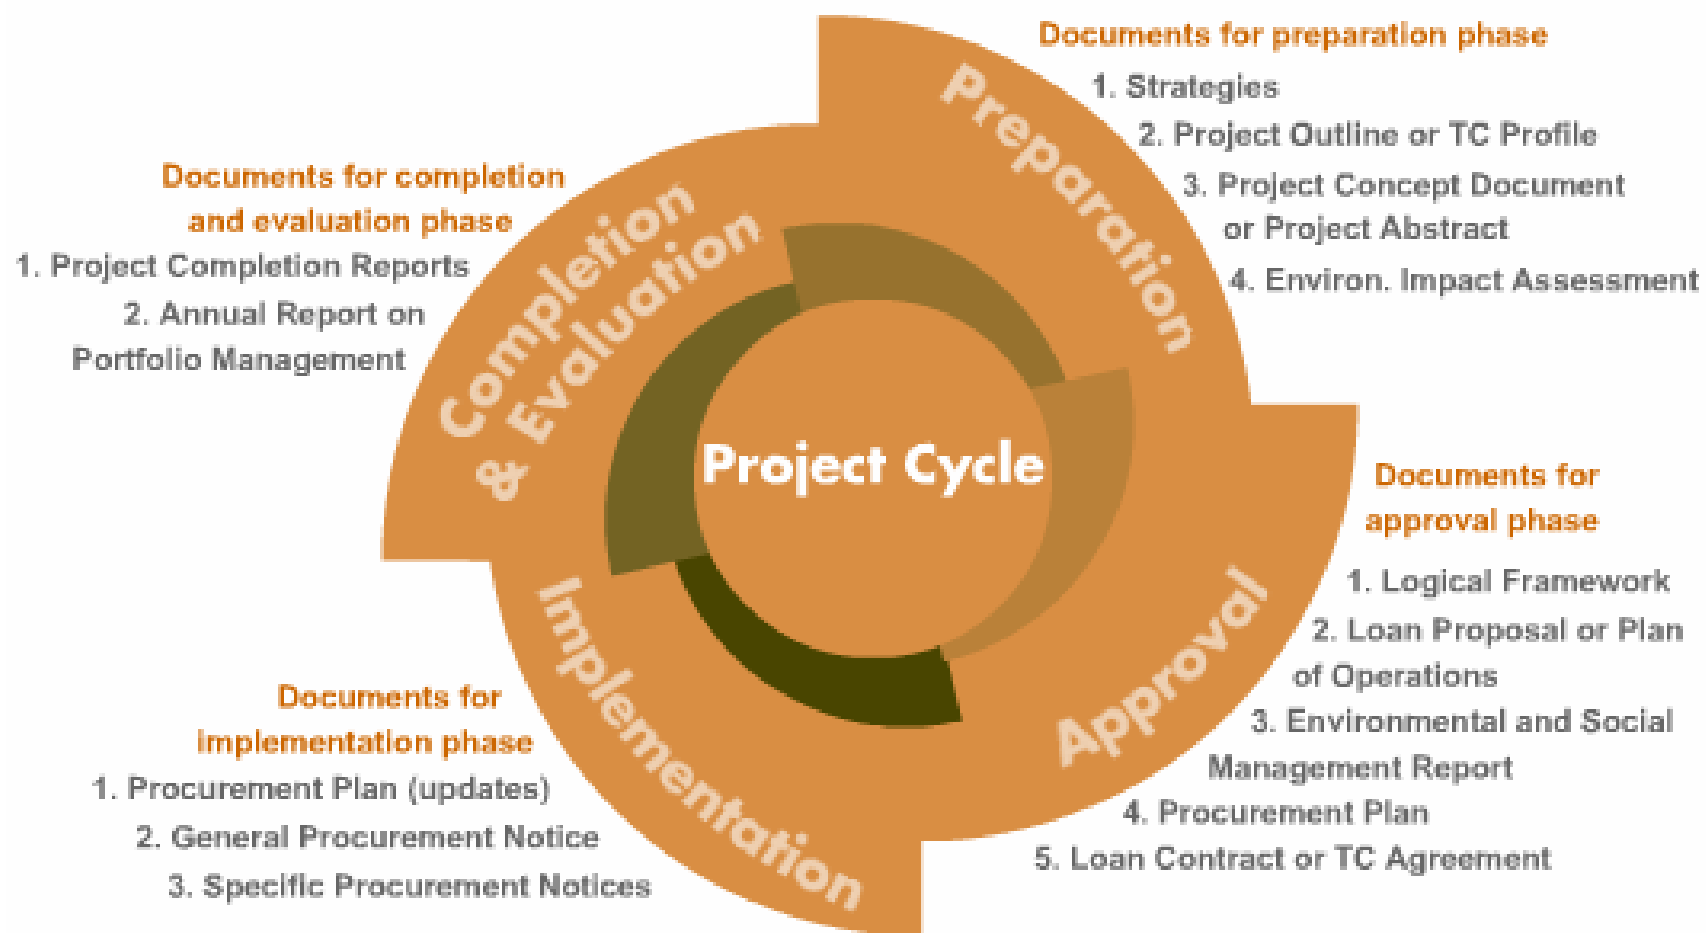 Documents for preparation phase
1. Strategies
2. Project Outline or TC Profile
3. Project Concept Document
or Project Abstract
4. Environ. Impact Assessment
Preparation
Documents for completion
and evaluation phase
1. Project Completion Reports
2. Annual Report on
Portfolio Management
Completion
& Evaluation
Project Cycle
Documents for
approval phase
1. Logical Framework
2. Loan Proposal or Plan
of Operations
3. Environmental and Social
Management Report
4. Procurement Plan
5. Loan Contract or TC Agreement
Approval
Implementation
Documents for
implementation phase
1. Procurement Plan (updates)
2. General Procurement Notice
3. Specific Procurement Notices